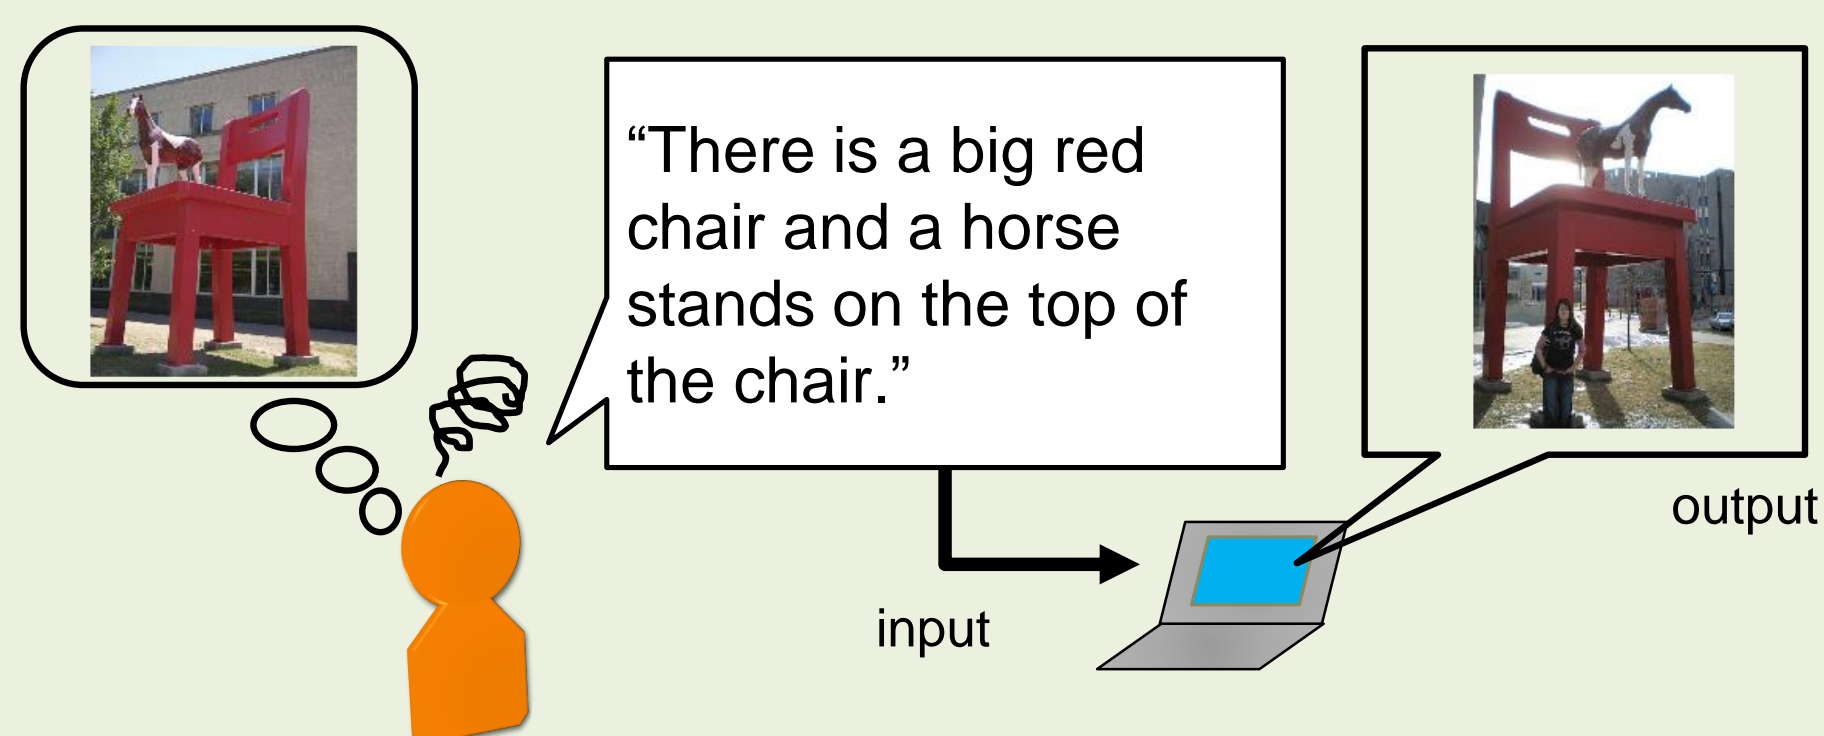 “There is a big red
chair and a horse
stands on the top of
the chair.”
output
input